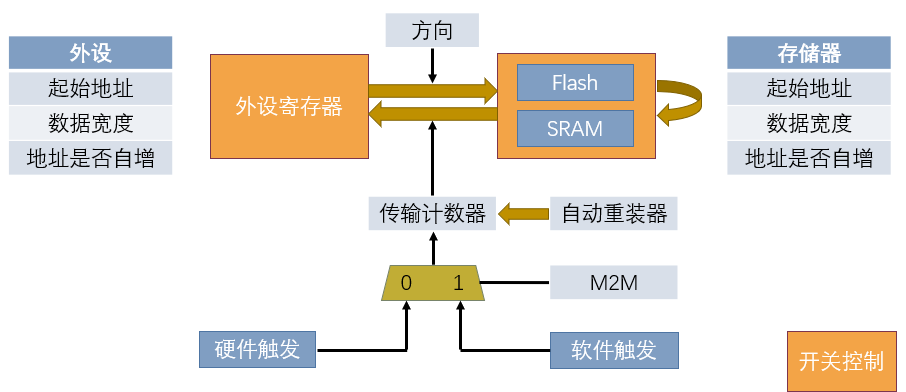 方向
外设
起始地址
数据宽度
地址是否自增
外设寄存器
Flash
SRAM
存储器
起始地址
数据宽度
地址是否自增
传输计数器
自动重装器
0 1
M2M
硬件触发
软件触发
开关控制